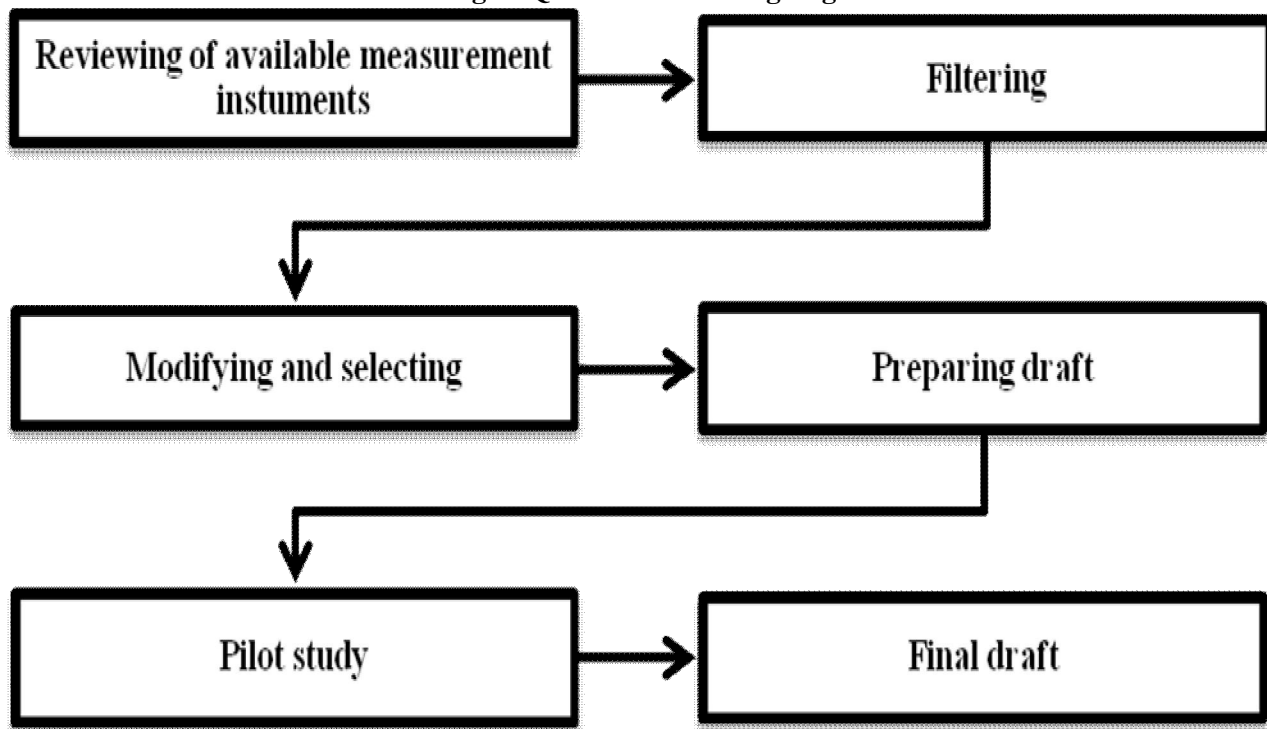 Reviewing of available measurement
instuments
Filtering
Modifying and selecting
Preparing draft
Pilot study
Final draft